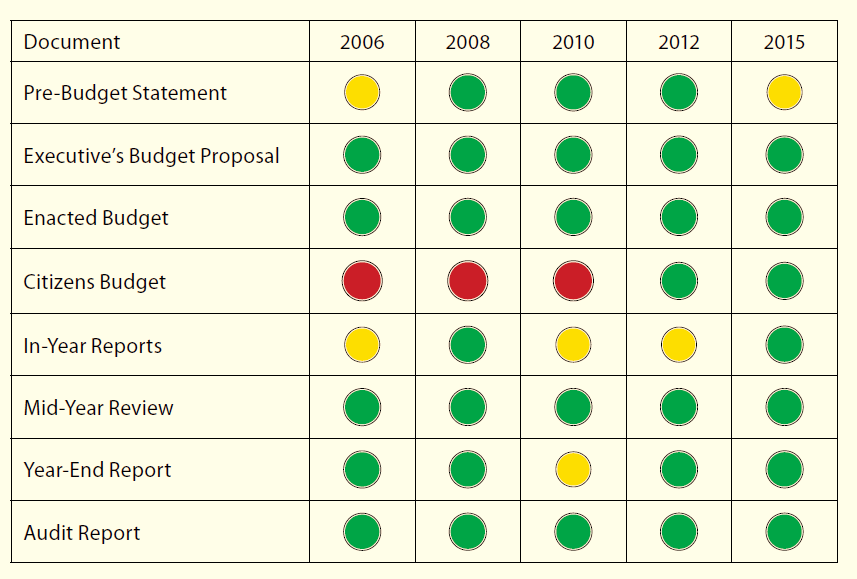 Document 2006 2008 2010 2012 2015
Pre-Budget Statement
Executive’s Budget Proposal
Enacted Budget
Citizens Budget
In-Year Reports
Mid-Year Review
Year-End Report
Audit Report